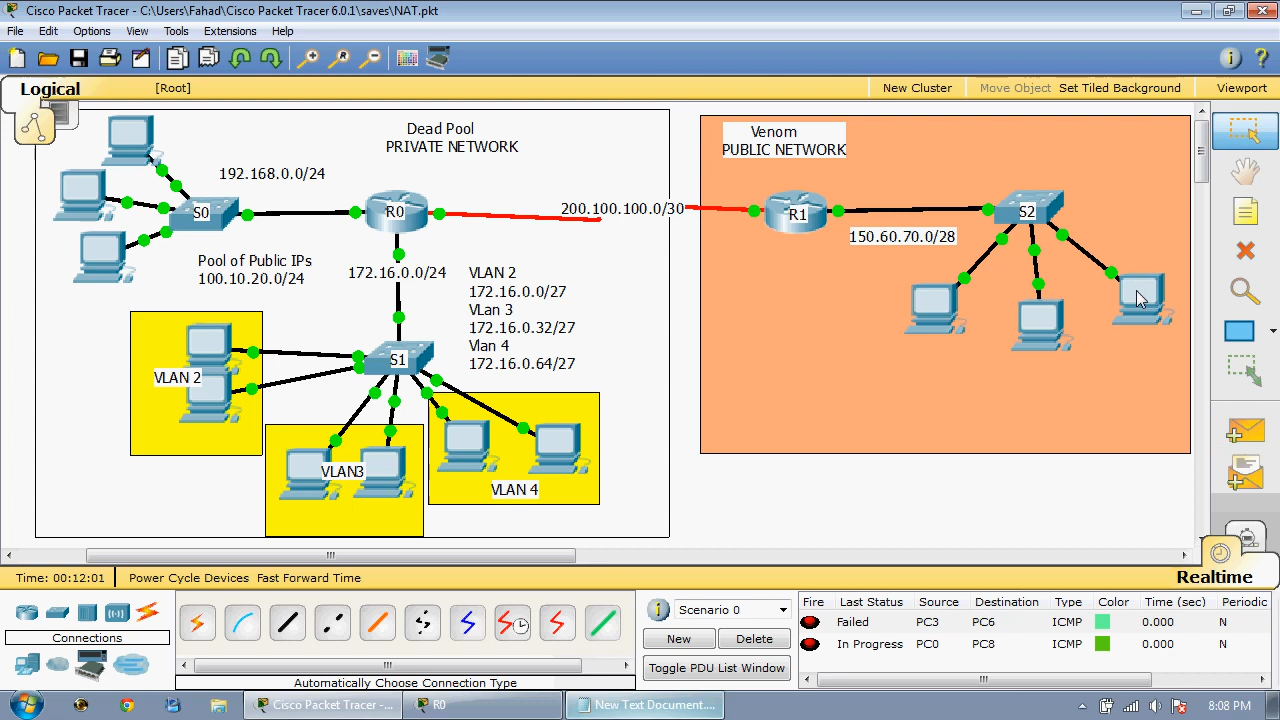 Cisco Packet Tracer - C:\Users\Fahad\Cisco Packet Tracer 6.0.1\saves\NAT.pkt
File Edit Options View Tools Extensions Help
Logical [Root] New Cluster Move Object Set Tiled Background Viewport
Dead Pool
PRIVATE NETWORK
192.168.0.0/24
S0
R0
Pool of Public IPs
100.10.20.0/24
172.16.0.0/24
VLAN 2
172.16.0.0/27
VLan 3
172.16.0.32/27
Vlan 4
172.16.0.64/27
S1
VLAN 2
VLAN3
VLAN 4
200.100.100.0/30
Venom
PUBLIC NETWORK
R1
S2
150.60.70.0/28
Time: 00:12:01 Power Cycle Devices Fast Forward Time
Realtime
Connections
Automatically Choose Connection Type
Scenario 0
New Delete
Toggle PDU List Window
Fire Last Status Source Destination Type Color Time (sec) Periodic
Failed PC3 PC6 ICMP 0.000 N
In Progress PC0 PC8 ICMP 0.000 N
Cisco Packet Tracer -...
R0
New Text Document....
8:08 PM